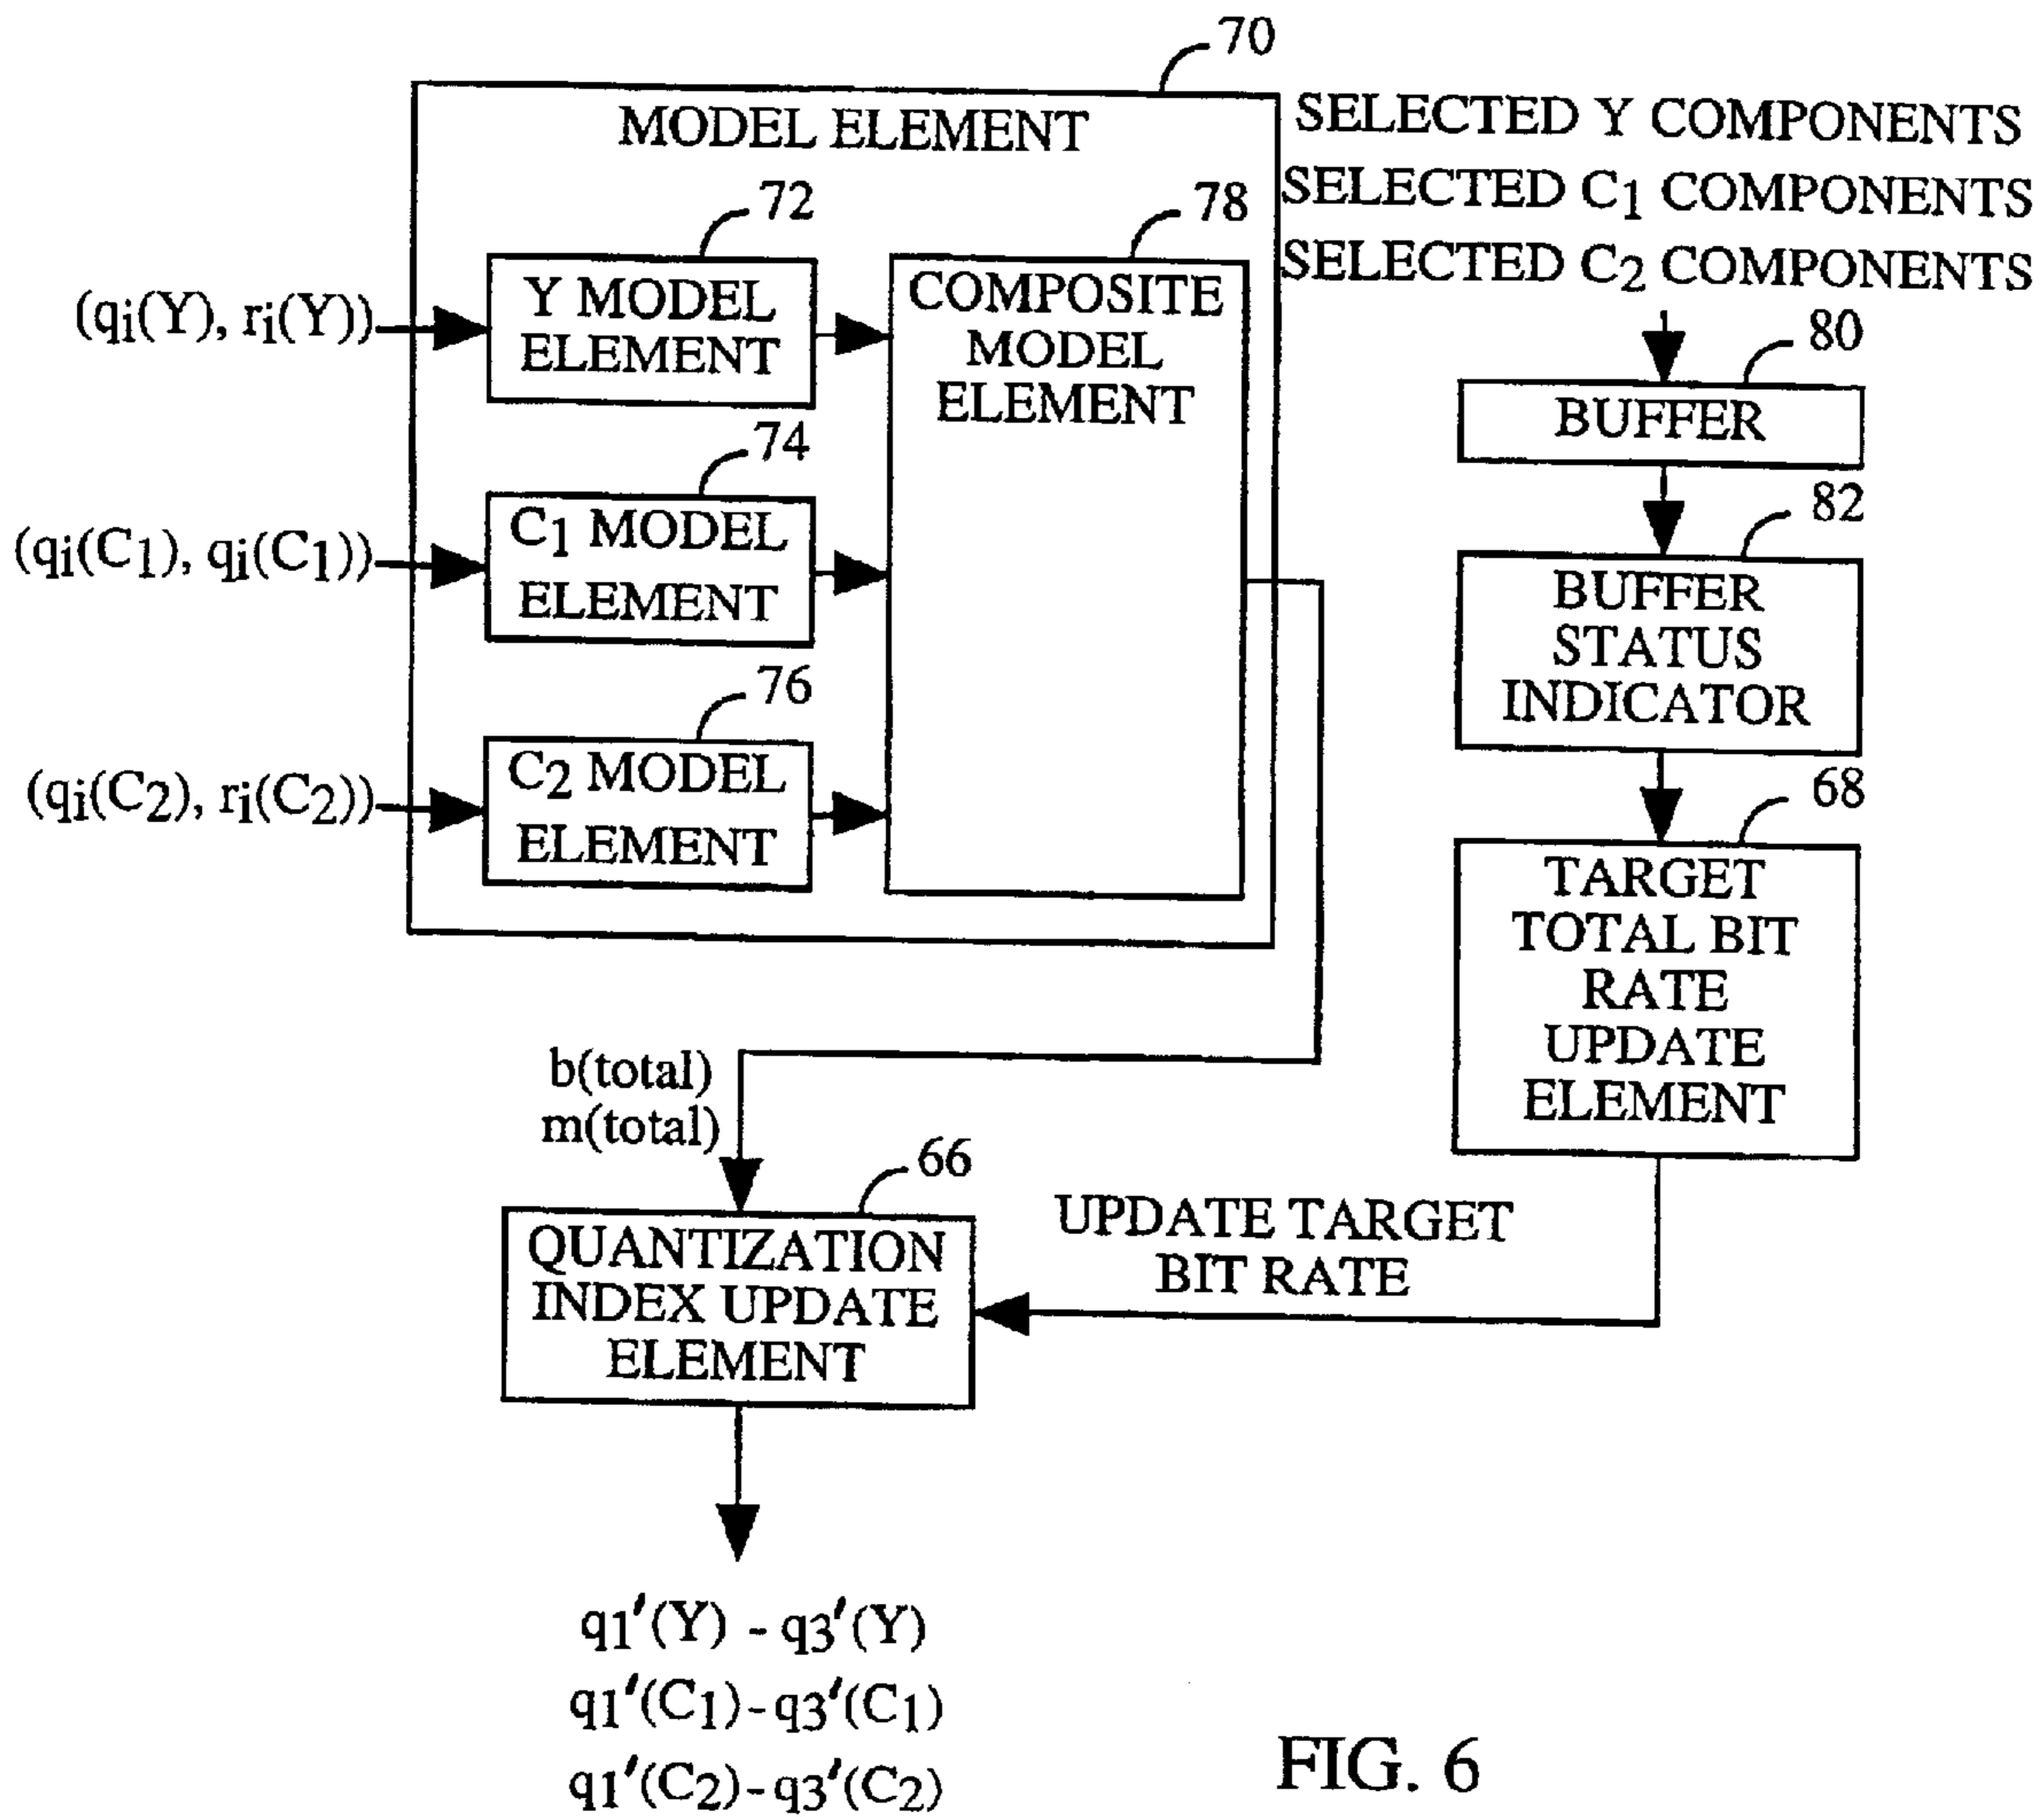 70
MODEL ELEMENT
72
Y MODEL
ELEMENT
(qi(Y), ri(Y))
74
C1 MODEL
ELEMENT
(qi(C1), qi(C1))
76
C2 MODEL
ELEMENT
(qi(C2), ri(C2))
78
COMPOSITE
MODEL
ELEMENT
SELECTED Y COMPONENTS
SELECTED C1 COMPONENTS
SELECTED C2 COMPONENTS
80
BUFFER
82
BUFFER
STATUS
INDICATOR
68
TARGET
TOTAL BIT
RATE
UPDATE
ELEMENT
b(total)
m(total)
66
QUANTIZATION
INDEX UPDATE
ELEMENT
UPDATE TARGET
BIT RATE
q1'(Y) - q3'(Y)
q1'(C1)-q3'(C1)
q1'(C2)-q3'(C2)
FIG. 6